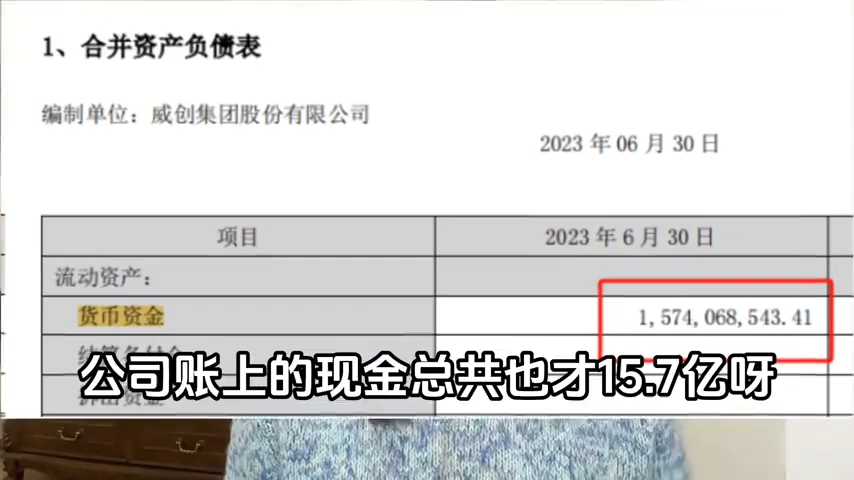 1、合并资产负债表
编制单位：威创集团股份有限公司
2023 年 06 月 30 日
项目 2023 年 6 月 30 日
流动资产：
货币资金 1,574,068,543.41
公司账上的现金总共也才15.7亿呀